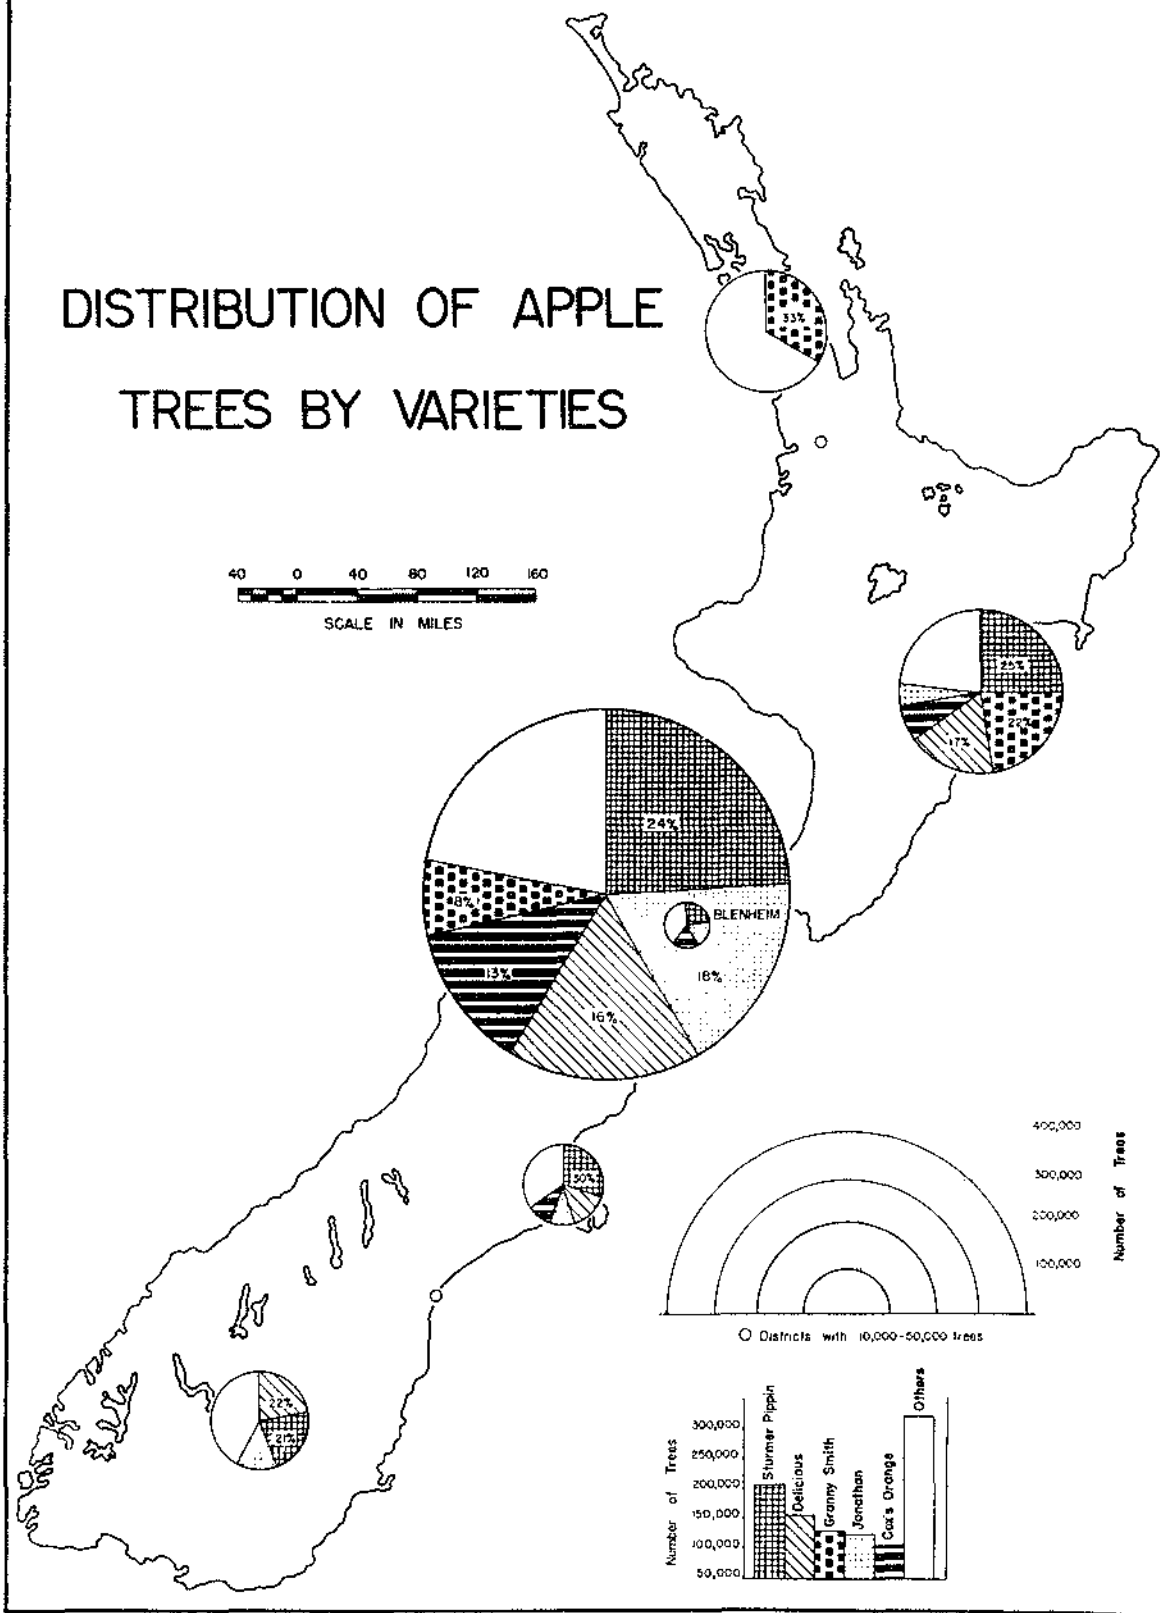 DISTRIBUTION OF APPLE
TREES BY VARIETIES
33%
40 0 40 80 120 160
SCALE IN MILES
25%
22%
17%
24%
BLENHEIM
8%
13%
18%
16%
30%
22%
21%
400,000
300,000
200,000
100,000
Number of Trees
Districts with 10,000-50,000 trees
Number of Trees
300,000
250,000
200,000
150,000
100,000
50,000
Sturmer Pippin
Delicious
Granny Smith
Jonathan
Cox's Orange
Others